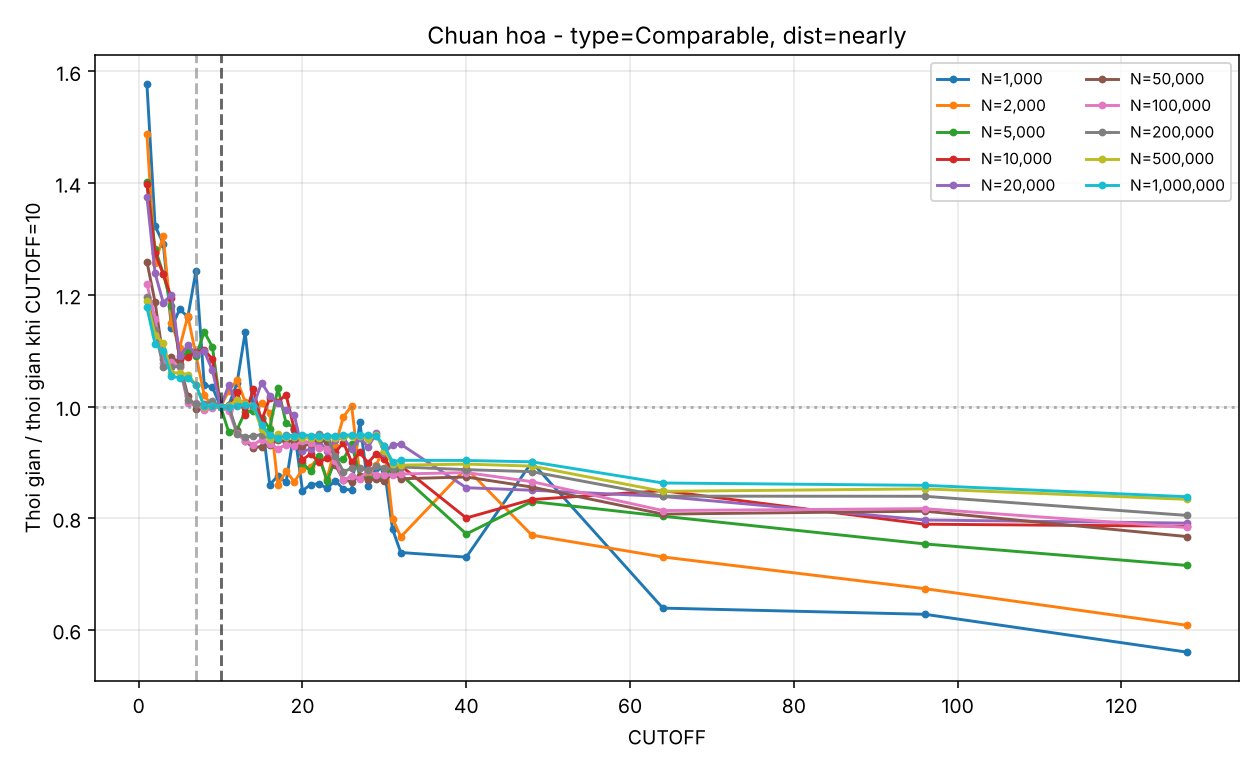 Chuan hoa - type=Comparable, dist=nearly
Thoi gian / thoi gian khi CUTOFF=10
1.6
1.4
1.2
1.0
0.8
0.6
N=1,000
N=2,000
N=5,000
N=10,000
N=20,000
N=50,000
N=100,000
N=200,000
N=500,000
N=1,000,000
0 20 40 60 80 100 120
CUTOFF